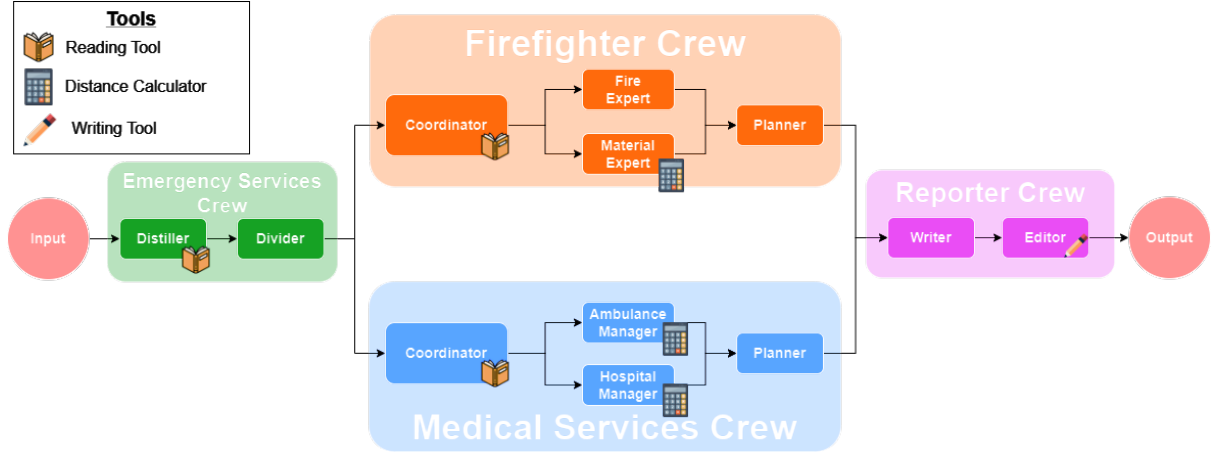 Tools
Reading Tool
Distance Calculator
Writing Tool
Input
Emergency Services
Crew
Distiller
Divider
Firefighter Crew
Coordinator
Fire
Expert
Material
Expert
Planner
Coordinator
Ambulance
Manager
Hospital
Manager
Planner
Medical Services Crew
Reporter Crew
Writer
Editor
Output